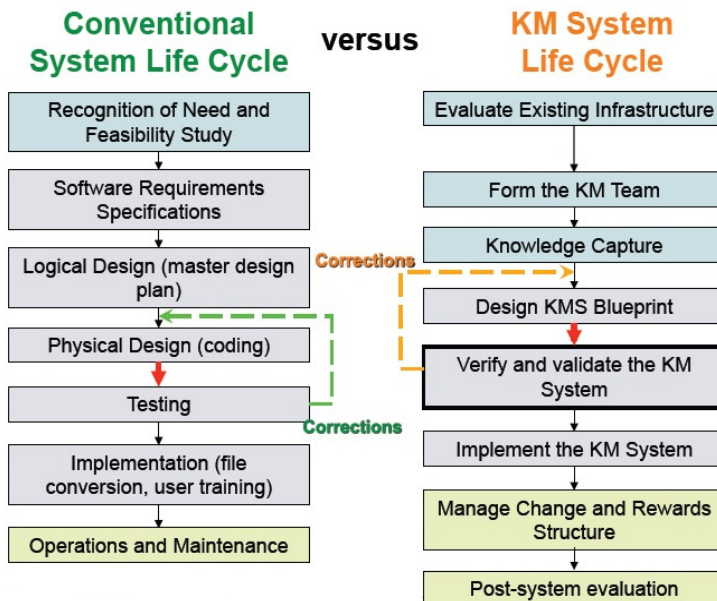 Conventional
System Life Cycle
versus
KM System
Life Cycle
Recognition of Need and
Feasibility Study
Software Requirements
Specifications
Logical Design (master design
plan)
Physical Design (coding)
Testing
Corrections
Implementation (file
conversion, user training)
Operations and Maintenance
Evaluate Existing Infrastructure
Form the KM Team
Knowledge Capture
Corrections
Design KMS Blueprint
Verify and validate the KM
System
Implement the KM System
Manage Change and Rewards
Structure
Post-system evaluation